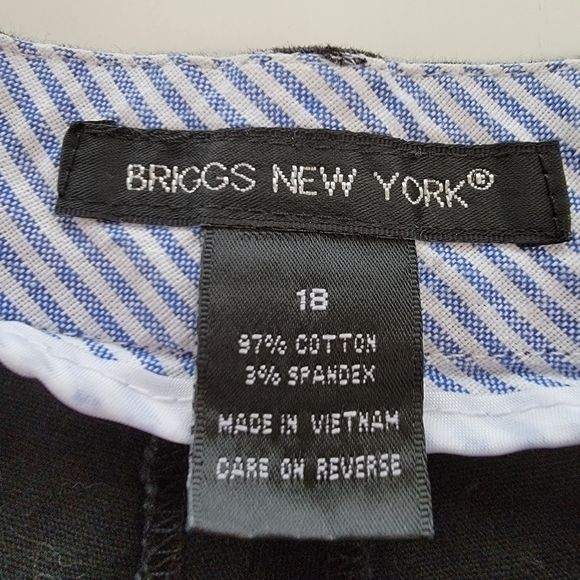 BRIGGS NEW YORK®
18
97% COTTON
3% SPANDEX
MADE IN VIETNAM
CARE ON REVERSE